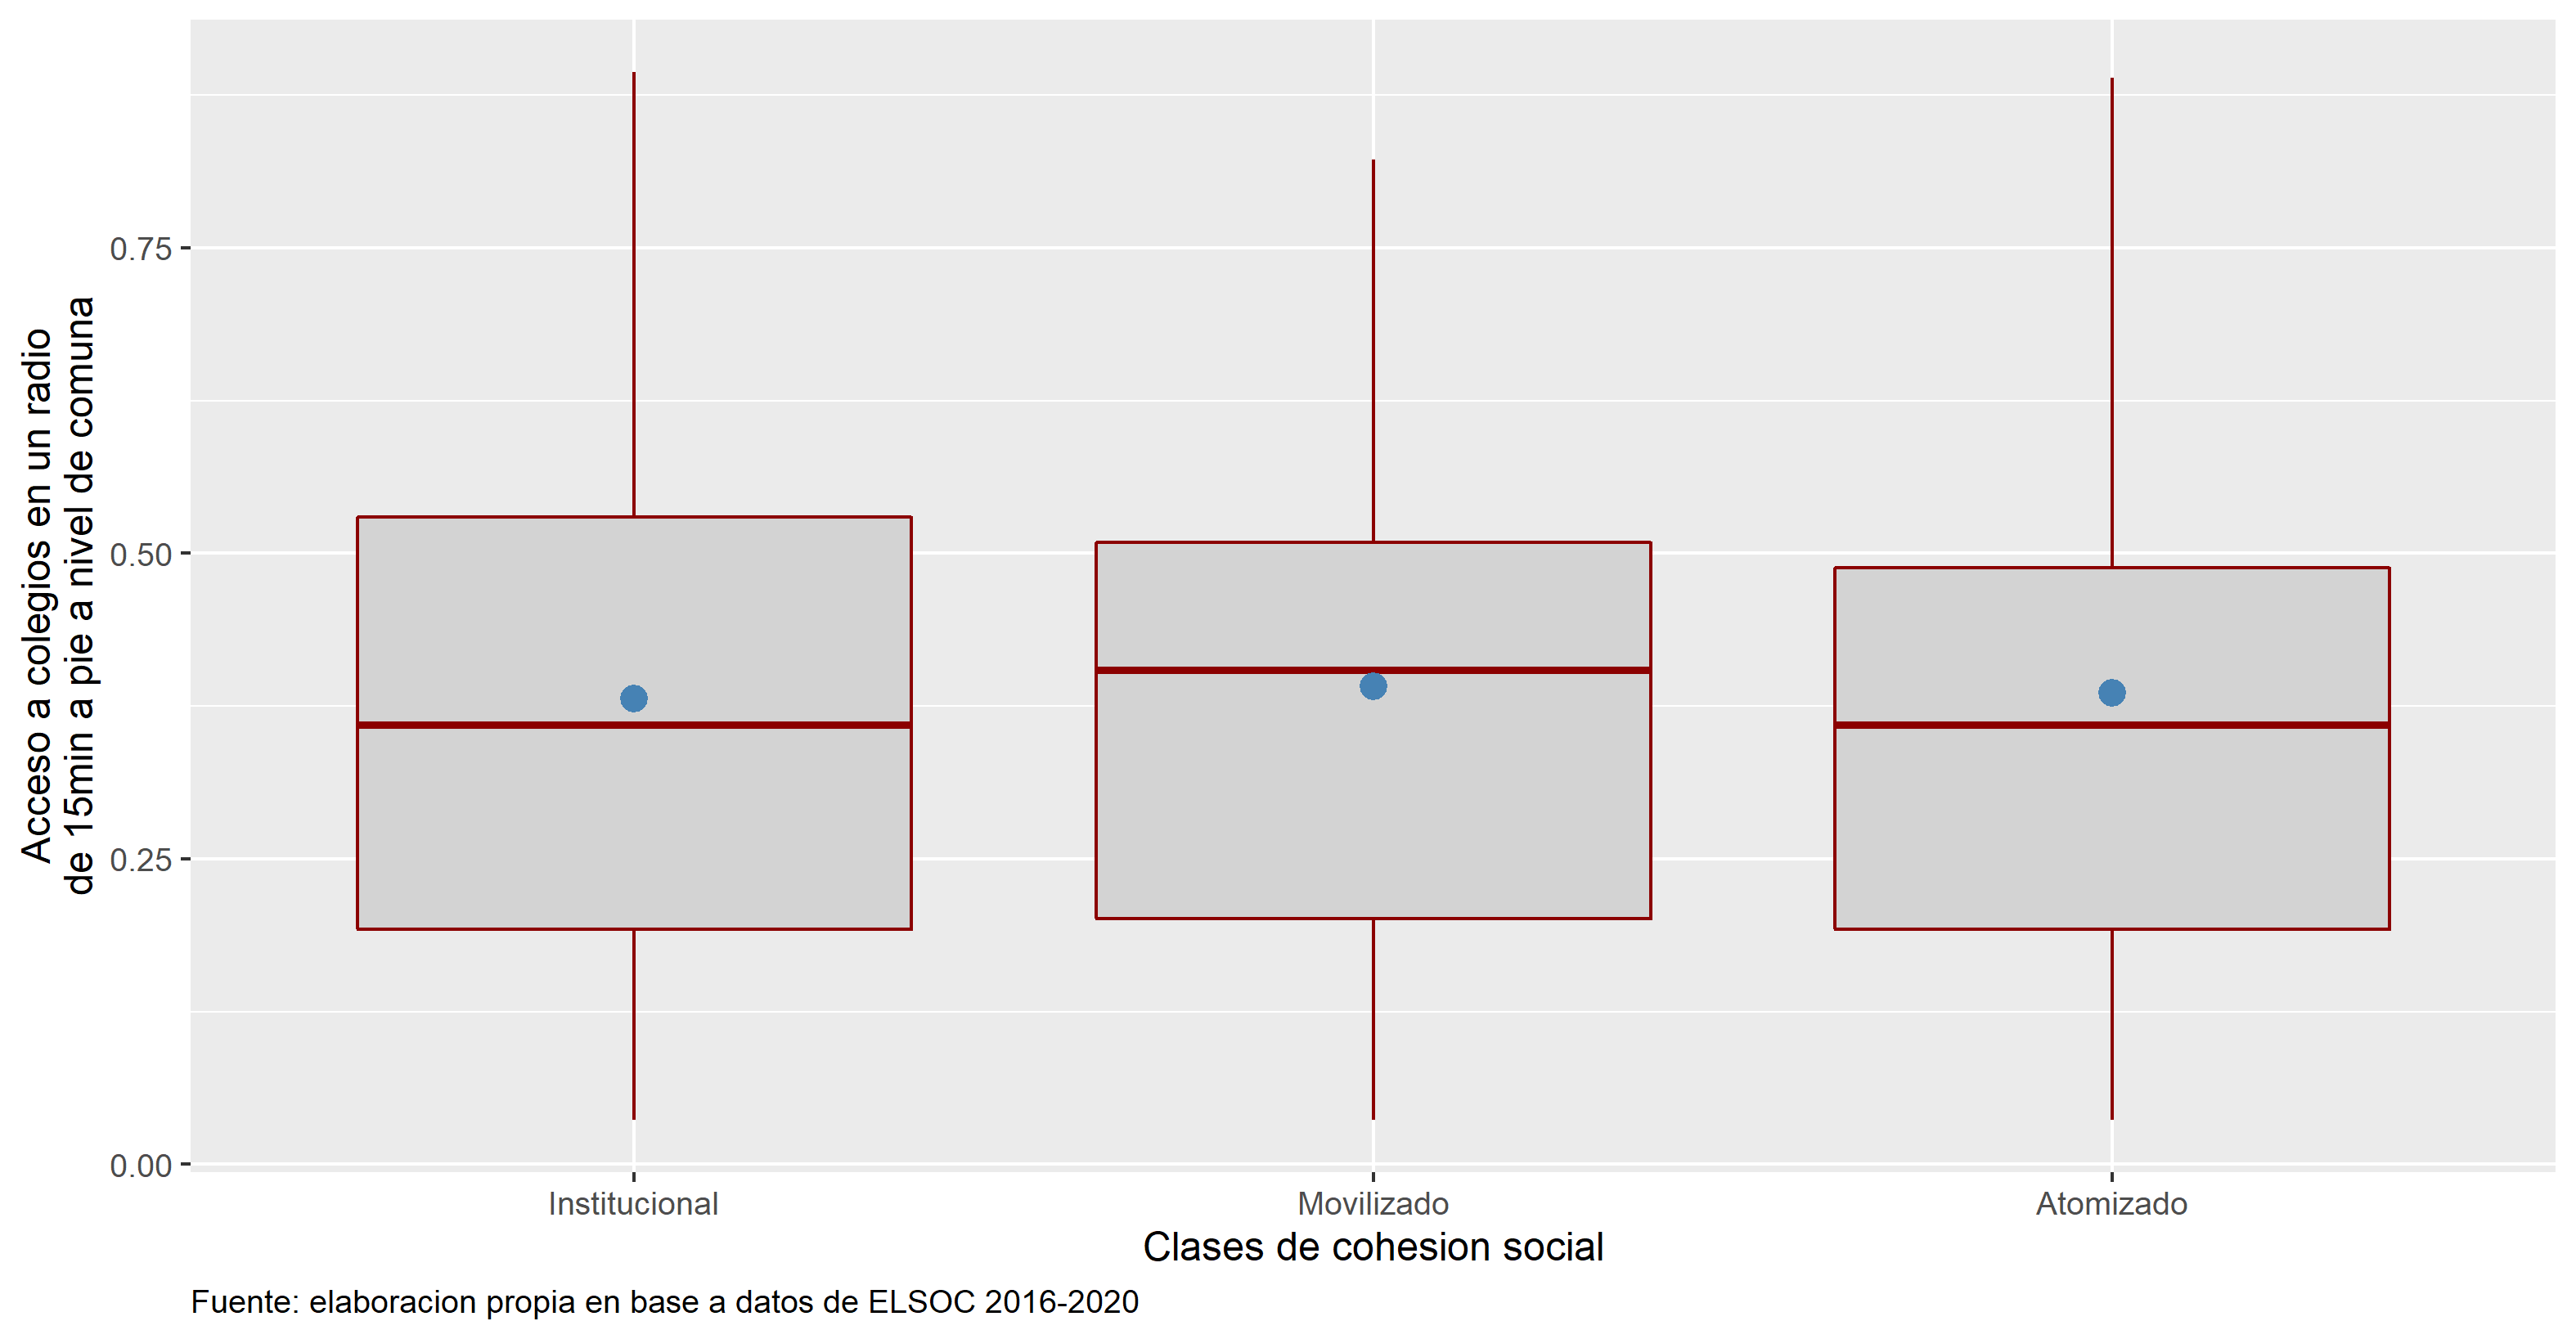 Acceso a colegios en un radio
de 15min a pie a nivel de comuna
0.75
0.50
0.25
0.00
Institucional
Movilizado
Atomizado
Clases de cohesion social
Fuente: elaboracion propia en base a datos de ELSOC 2016-2020